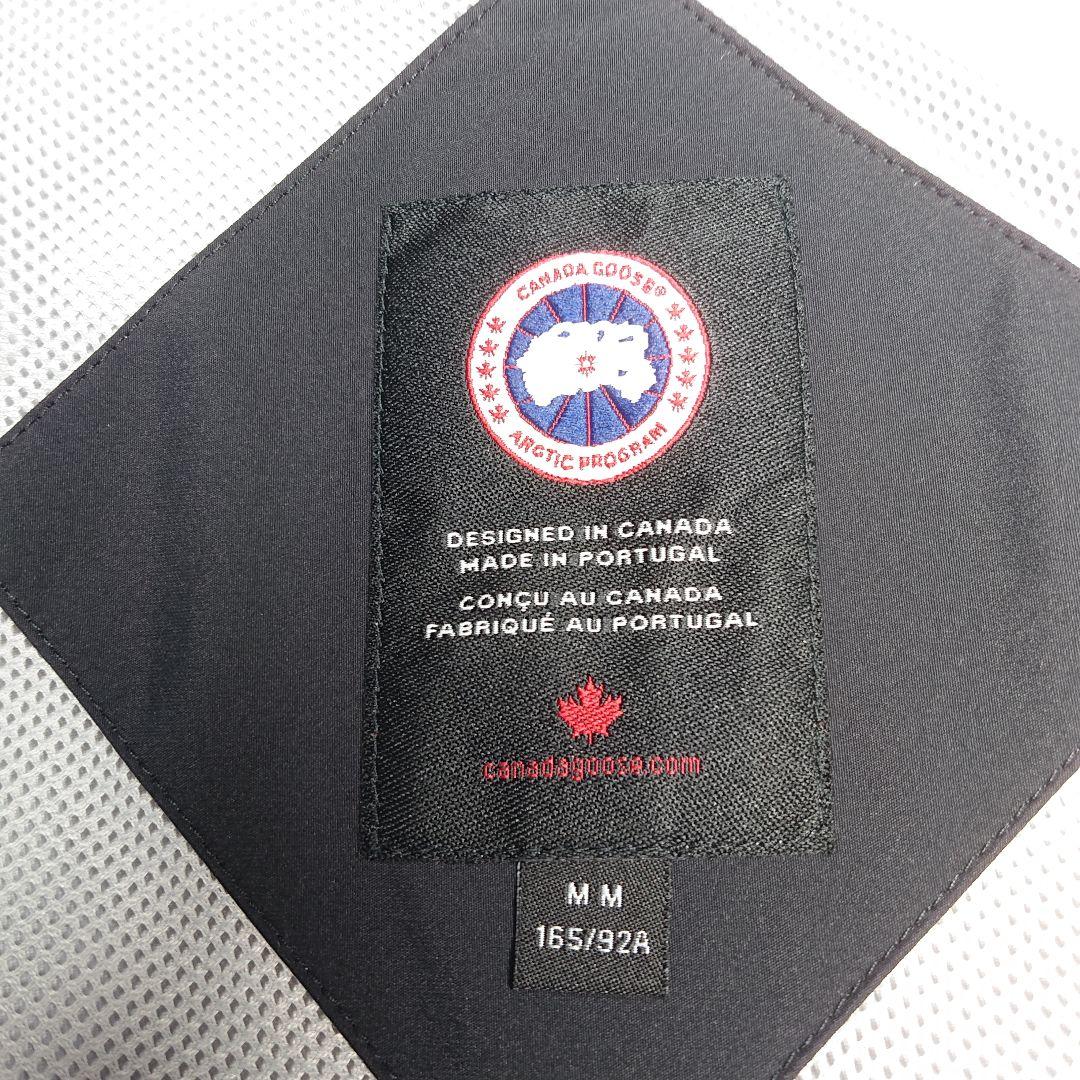 CANADA GOOSE®
ARCTIC PROGRAM
DESIGNED IN CANADA
MADE IN PORTUGAL
CONÇU AU CANADA
FABRIQUÉ AU PORTUGAL
canadagoose.com
M M
165/92A